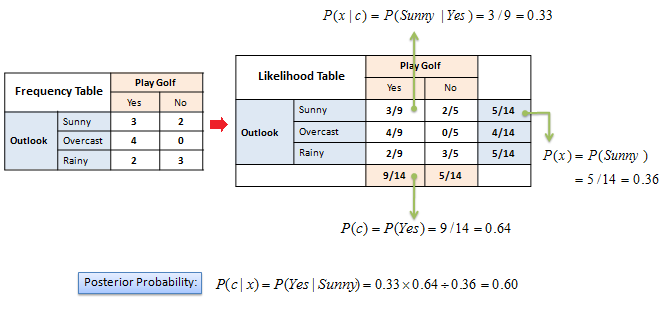 P(x | c) = P(Sunny | Yes) = 3 / 9 = 0.33
Frequency Table Play Golf
Yes No
Outlook Sunny 3 2
Overcast 4 0
Rainy 2 3
Likelihood Table Play Golf
Yes No
Outlook Sunny 3/9 2/5 5/14
Overcast 4/9 0/5 4/14
Rainy 2/9 3/5 5/14
9/14 5/14
P(x) = P(Sunny )
= 5 / 14 = 0.36
P(c) = P(Yes) = 9 / 14 = 0.64
Posterior Probability: P(c | x) = P(Yes | Sunny) = 0.33 × 0.64 ÷ 0.36 = 0.60